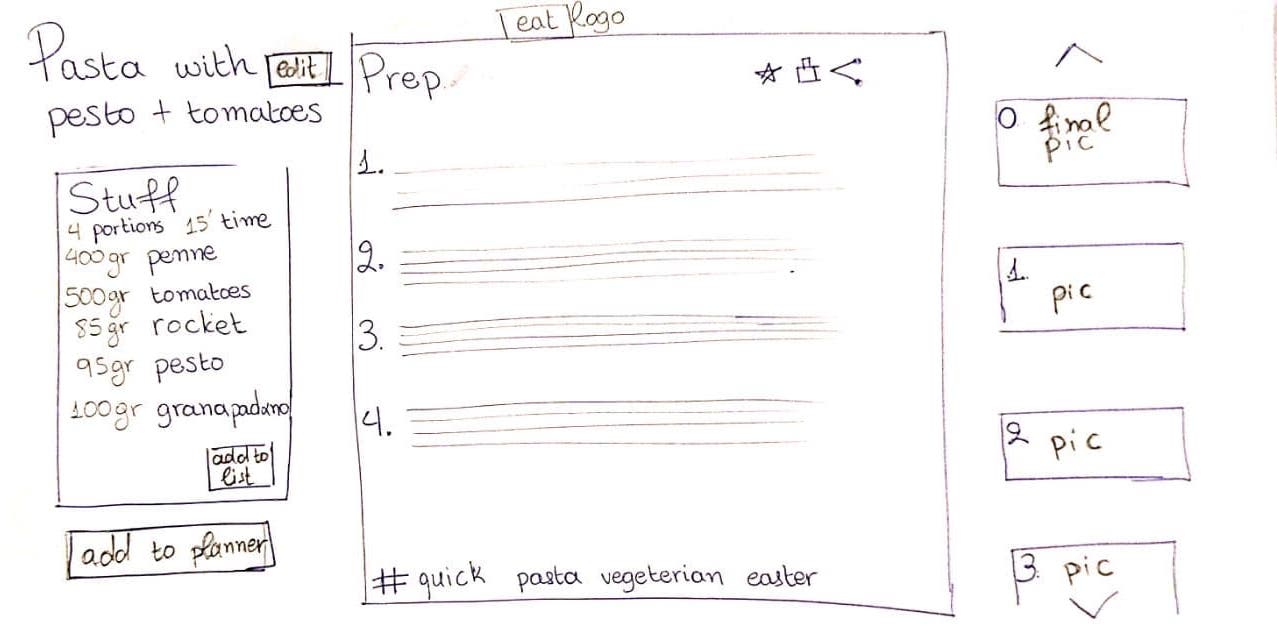 eat logo
Pasta with edit
pesto + tomatoes
Stuff
4 portions 15' time
400gr penne
500gr tomatoes
85gr rocket
95gr pesto
100gr grana padano
add to
list
add to planner
Prep.
1.
2.
3.
4.
# quick pasta vegeterian easter
0. final
pic
1.
pic
2 pic
3. pic